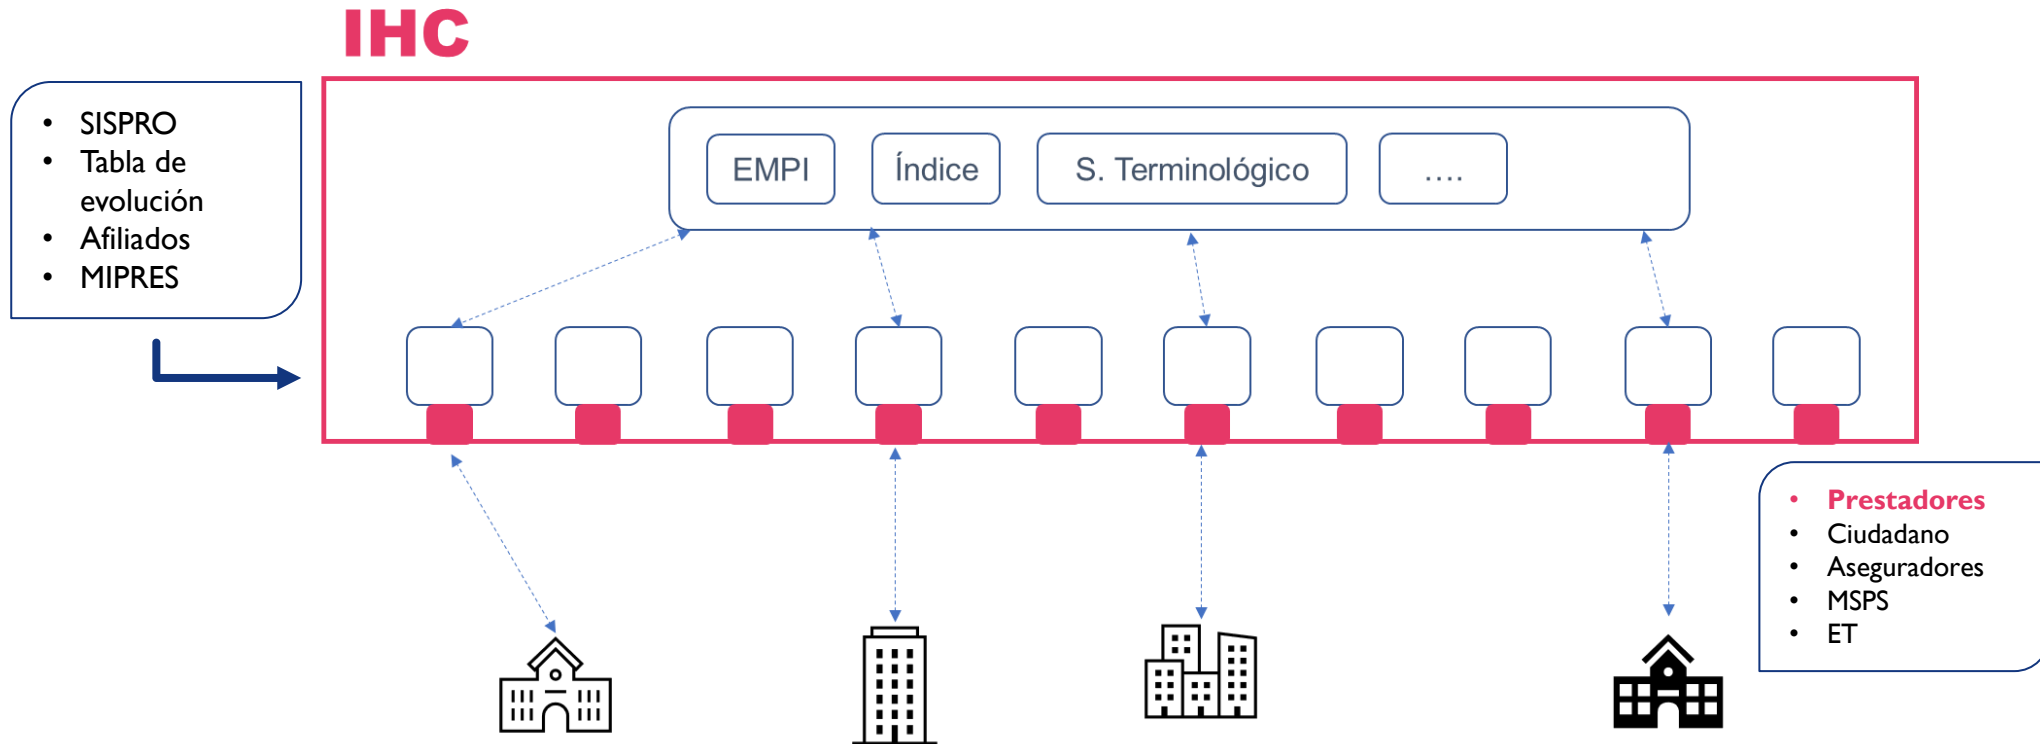 IHC
• SISPRO
• Tabla de
evolución
• Afiliados
• MIPRES
EMPI
Índice
S. Terminológico
....
• Prestadores
• Ciudadano
• Aseguradores
• MSPS
• ET